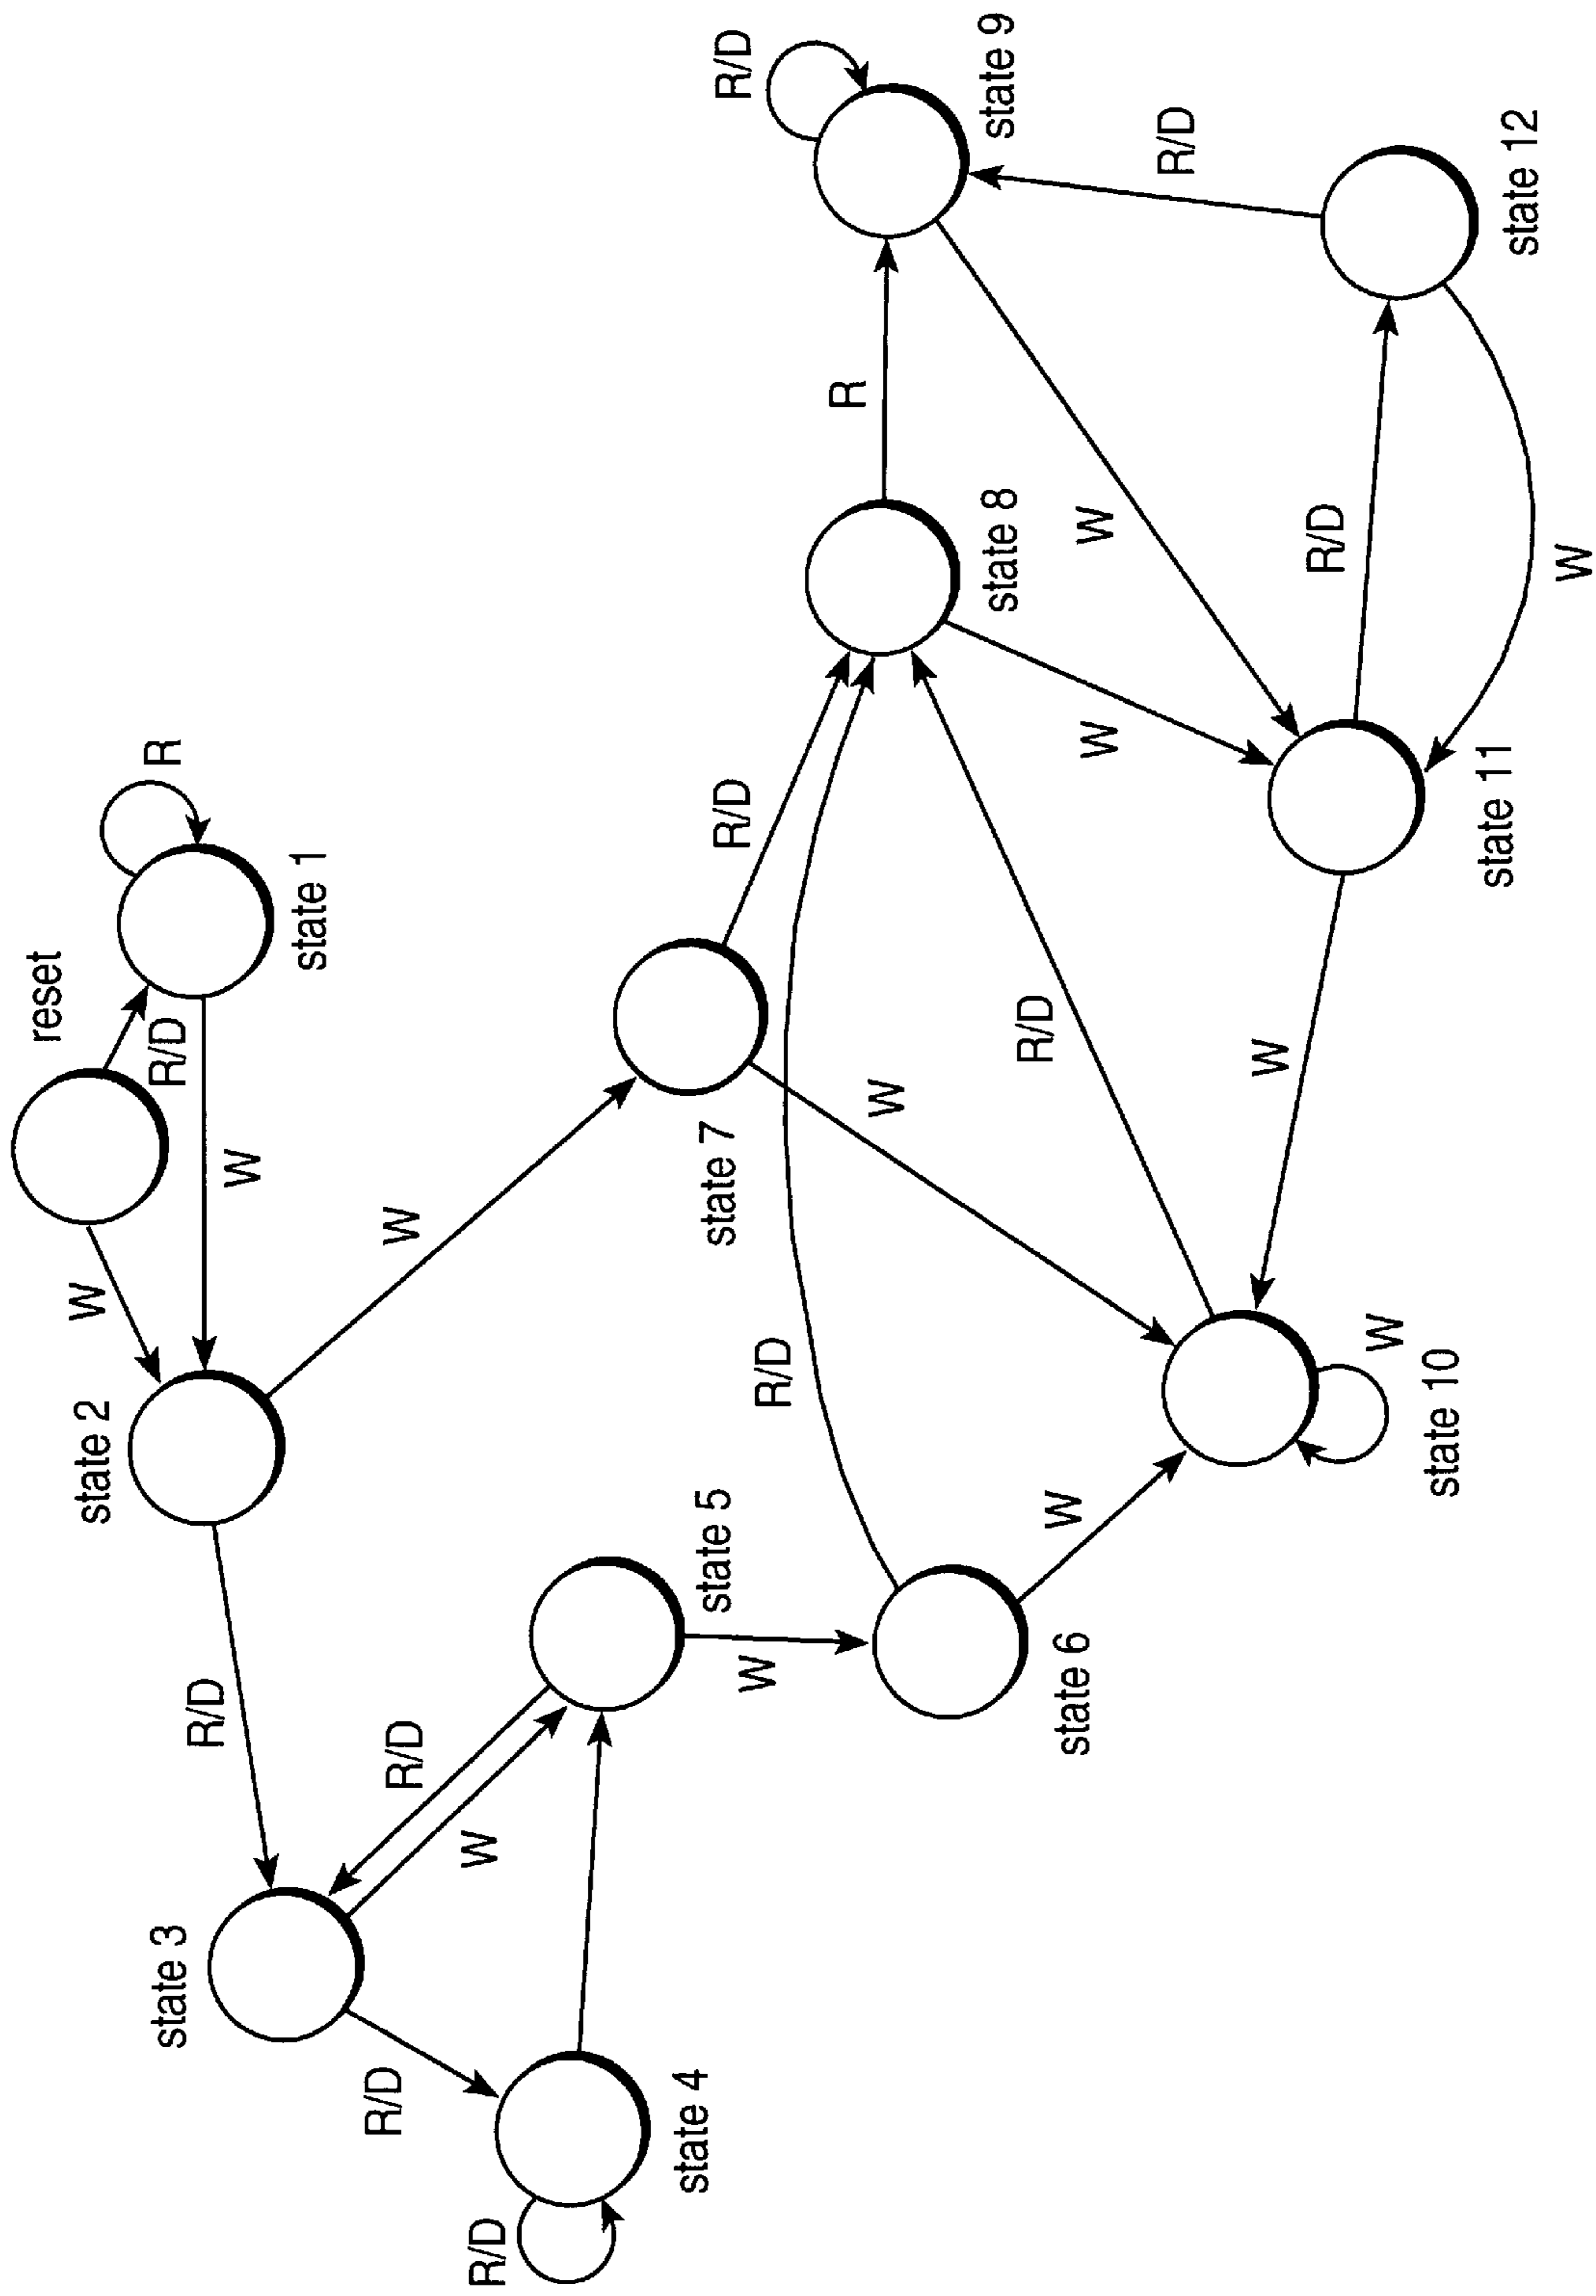 reset
W
state 2
R
R/D
state 3
R/D
W
state 1
R/D
W
R/D
W
R/D
state 4
state 5
state 7
R/D
R/D
W
R/D
R
W
state 9
state 8
R/D
W
state 6
W
W
R/D
W
R/D
W
state 10
state 11
state 12
W